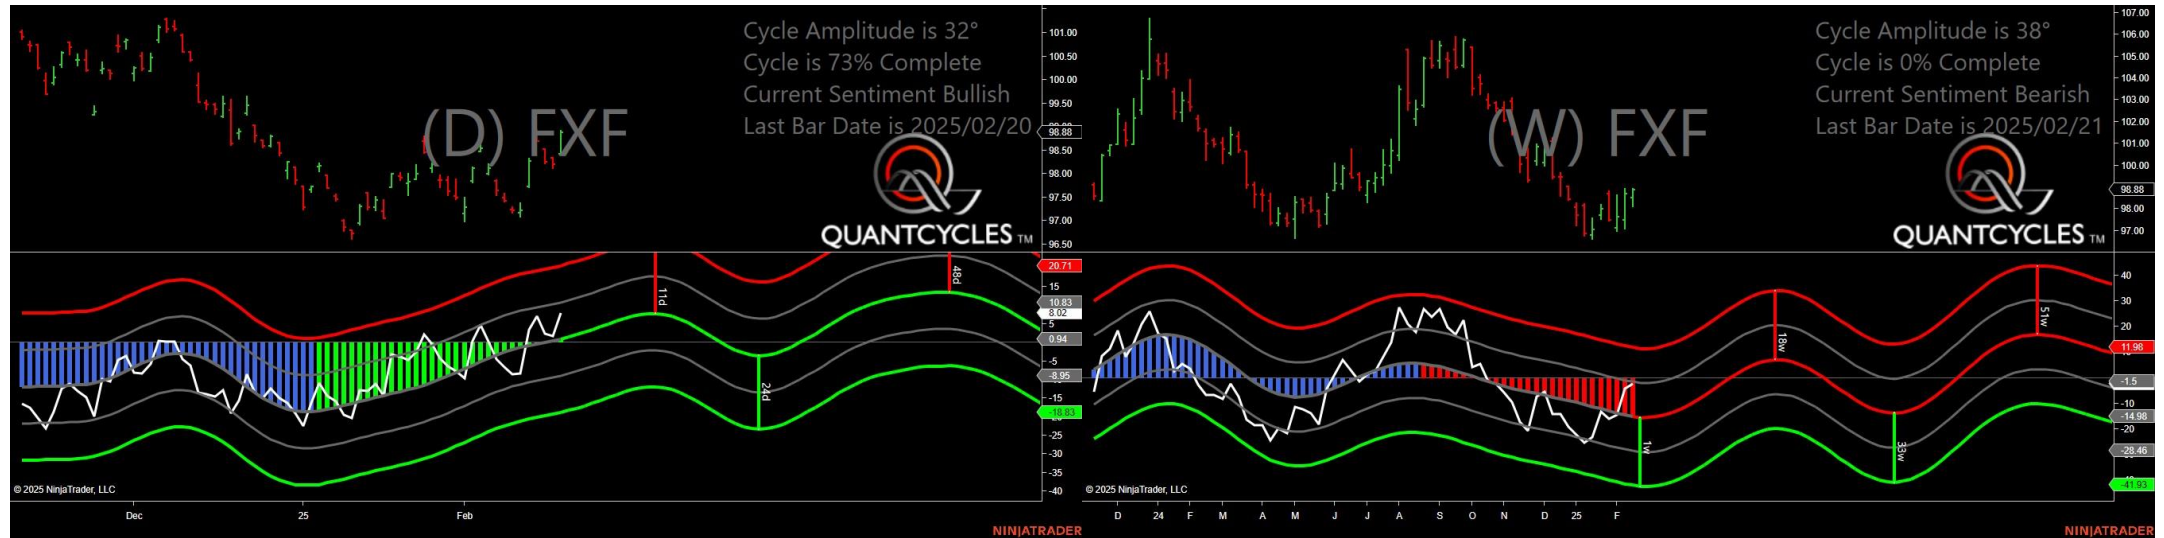 Cycle Amplitude is 32°
Cycle is 73% Complete
Current Sentiment Bullish
Last Bar Date is 2025/02/20
(D) FXF
QUANTCYCLES TM
101.00
100.50
100.00
99.50
98.88
98.50
98.00
97.50
97.00
96.50
11d
48d
24d
20.71
15
10.83
8.02
5
0.94
-5
-8.95
-15
-18.83
-25
-30
-35
-40
© 2025 NinjaTrader, LLC
Dec
25
Feb
NINJATRADER
Cycle Amplitude is 38°
Cycle is 0% Complete
Current Sentiment Bearish
Last Bar Date is 2025/02/21
(W) FXF
QUANTCYCLES TM
107.00
106.00
105.00
104.00
103.00
102.00
101.00
100.00
98.88
98.00
97.00
18w
51w
1w
33w
40
30
20
11.98
-1.5
-10
-14.98
-20
-28.46
-41.93
© 2025 NinjaTrader, LLC
D
24
F
M
A
M
J
J
A
S
O
N
D
25
F
NINJATRADER